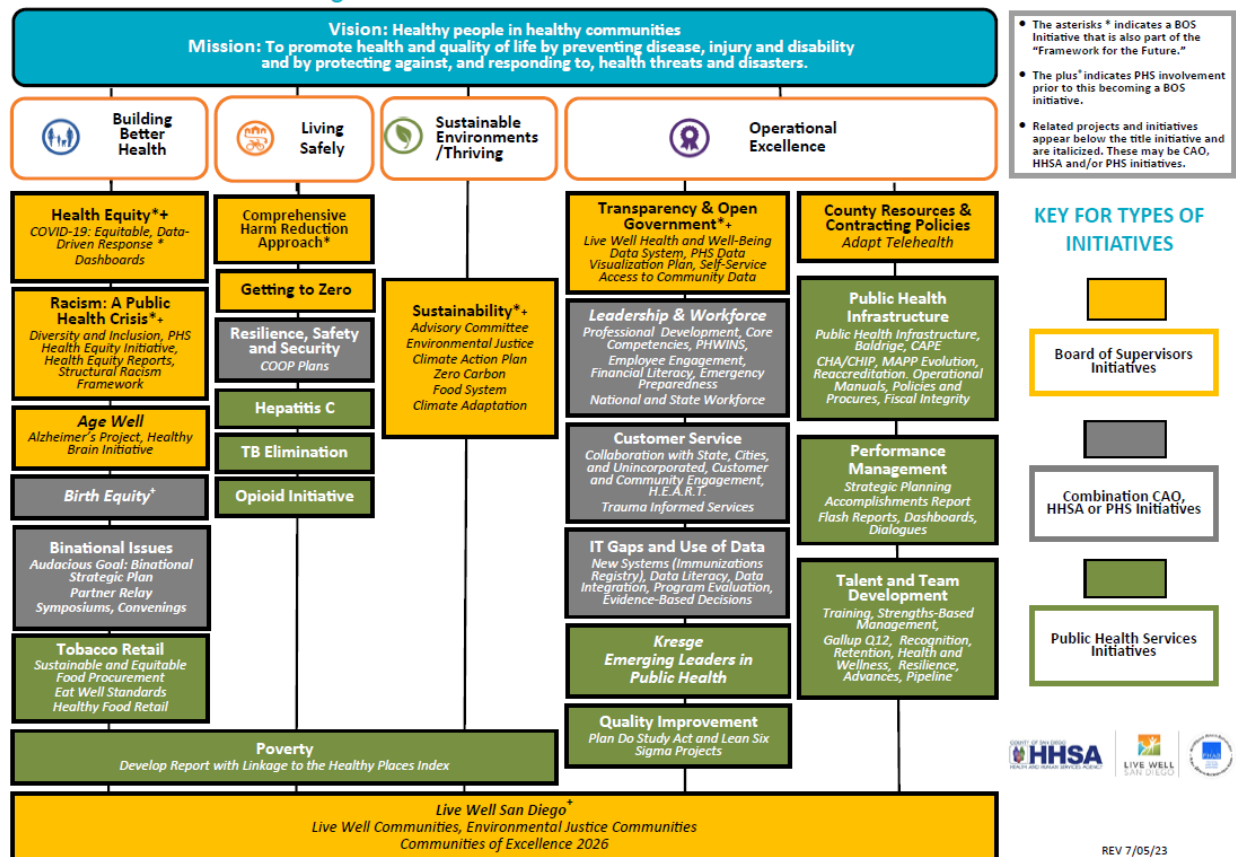 Vision: Healthy people in healthy communities
Mission: To promote health and quality of life by preventing disease, injury and disability
and by protecting against, and responding to, health threats and disasters.
• The asterisks * indicates a BOS
Initiative that is also part of the
“Framework for the Future.”
• The plus⁺ indicates PHS involvement
prior to this becoming a BOS
initiative.
• Related projects and initiatives
appear below the title initiative and
are italicized. These may be CAO,
HHSA and/or PHS initiatives.
Building
Better
Health
Living
Safely
Sustainable
Environments
/Thriving
Operational
Excellence
Health Equity*+
COVID-19: Equitable, Data-
Driven Response *
Dashboards
Racism: A Public
Health Crisis*+
Diversity and Inclusion, PHS
Health Equity Initiative,
Health Equity Reports,
Structural Racism
Framework
Age Well
Alzheimer’s Project, Healthy
Brain Initiative
Birth Equity⁺
Binational Issues
Audacious Goal: Binational
Strategic Plan
Partner Relay
Symposiums, Convenings
Tobacco Retail
Sustainable and Equitable
Food Procurement
Eat Well Standards
Healthy Food Retail
Comprehensive
Harm Reduction
Approach*
Getting to Zero
Resilience, Safety
and Security
COOP Plans
Hepatitis C
TB Elimination
Opioid Initiative
Sustainability*+
Advisory Committee
Environmental Justice
Climate Action Plan
Zero Carbon
Food System
Climate Adaptation
Transparency & Open
Government*+
Live Well Health and Well-Being
Data System, PHS Data
Visualization Plan, Self-Service
Access to Community Data
Leadership & Workforce
Professional Development, Core
Competencies, PHWINS,
Employee Engagement,
Financial Literacy, Emergency
Preparedness
National and State Workforce
Customer Service
Collaboration with State, Cities,
and Unincorporated, Customer
and Community Engagement,
H.E.A.R.T.
Trauma Informed Services
IT Gaps and Use of Data
New Systems (Immunizations
Registry), Data Literacy, Data
Integration, Program Evaluation,
Evidence-Based Decisions
Kresge
Emerging Leaders in
Public Health
Quality Improvement
Plan Do Study Act and Lean Six
Sigma Projects
County Resources &
Contracting Policies
Adapt Telehealth
Public Health
Infrastructure
Public Health Infrastructure,
Baldrige, CAPE
CHA/CHIP, MAPP Evolution,
Reaccreditation. Operational
Manuals, Policies and
Procures, Fiscal Integrity
Performance
Management
Strategic Planning
Accomplishments Report
Flash Reports, Dashboards,
Dialogues
Talent and Team
Development
Training, Strengths-Based
Management,
Gallup Q12, Recognition,
Retention, Health and
Wellness, Resilience,
Advances, Pipeline
Poverty
Develop Report with Linkage to the Healthy Places Index
Live Well San Diego⁺
Live Well Communities, Environmental Justice Communities
Communities of Excellence 2026
KEY FOR TYPES OF
INITIATIVES
Board of Supervisors
Initiatives
Combination CAO,
HHSA or PHS Initiatives
Public Health Services
Initiatives
COUNTY OF SAN DIEGO
HHSA
HEALTH AND HUMAN SERVICES AGENCY
LIVE WELL
SAN DIEGO
REV 7/05/23